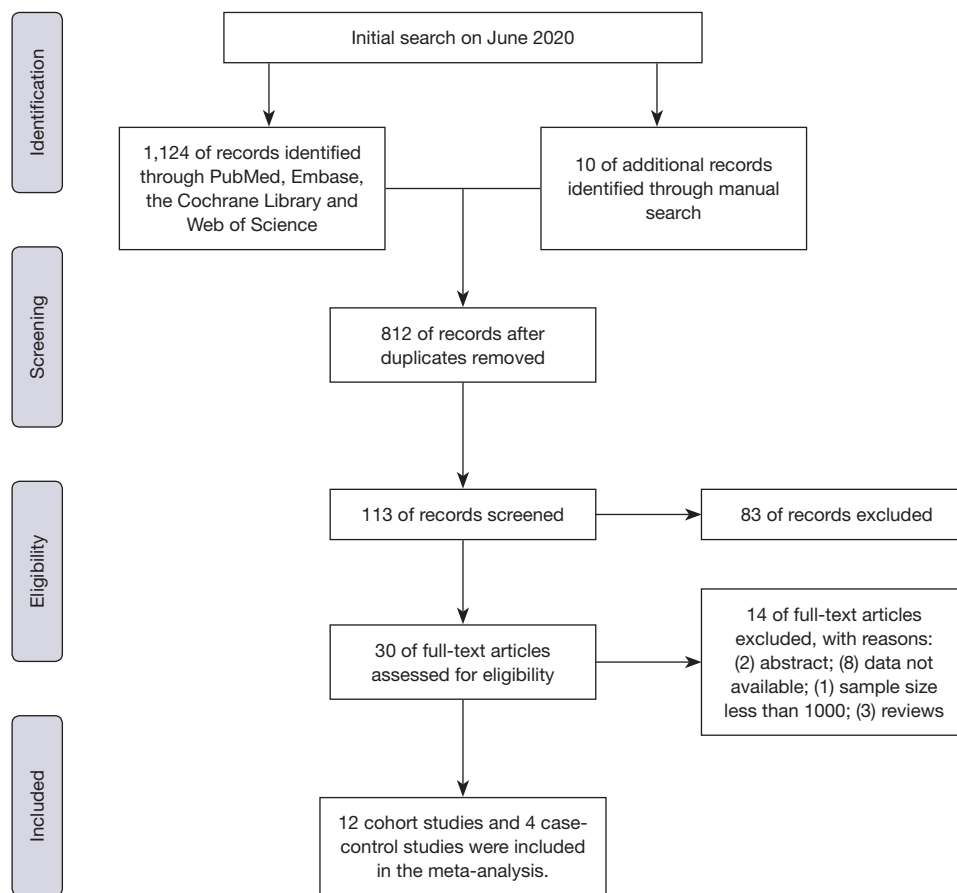 Identification
Initial search on June 2020
1,124 of records identified
through PubMed, Embase,
the Cochrane Library and
Web of Science
10 of additional records
identified through manual
search
Screening
812 of records after
duplicates removed
Eligibility
113 of records screened
83 of records excluded
30 of full-text articles
assessed for eligibility
14 of full-text articles
excluded, with reasons:
(2) abstract; (8) data not
available; (1) sample size
less than 1000; (3) reviews
Included
12 cohort studies and 4 case-
control studies were included
in the meta-analysis.